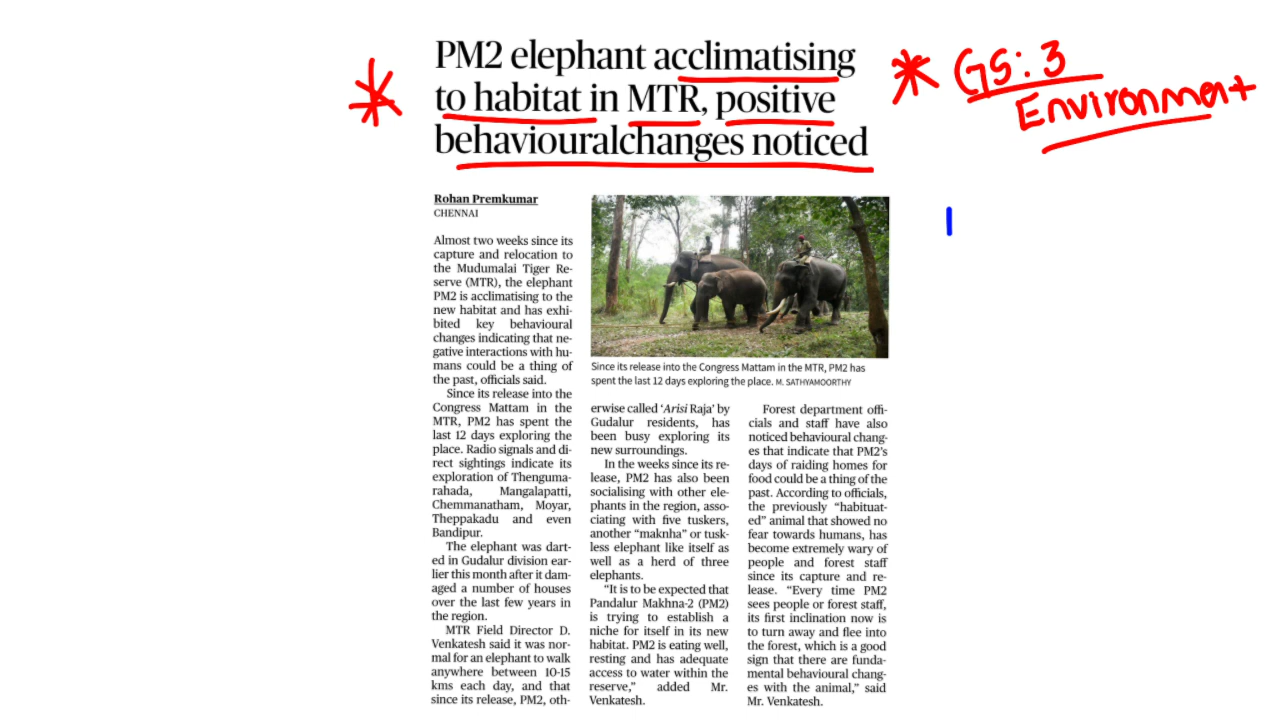 PM2 elephant acclimatising
to habitat in MTR, positive
behaviouralchanges noticed
* GS: 3
Environment
Rohan Premkumar
CHENNAI
Almost two weeks since its
capture and relocation to
the Mudumalai Tiger Re-
serve (MTR), the elephant
PM2 is acclimatising to the
new habitat and has exhi-
bited key behavioural
changes indicating that ne-
gative interactions with hu-
mans could be a thing of
the past, officials said.
Since its release into the
Congress Mattam in the
MTR, PM2 has spent the
last 12 days exploring the
place. Radio signals and di-
rect sightings indicate its
exploration of Thenguma-
rahada, Mangalapatti,
Chemmanatham, Moyar,
Theppakadu and even
Bandipur.
The elephant was dart-
ed in Gudalur division ear-
lier this month after it dam-
aged a number of houses
over the last few years in
the region.
MTR Field Director D.
Venkatesh said it was nor-
mal for an elephant to walk
anywhere between 10-15
kms each day, and that
since its release, PM2, oth-
Since its release into the Congress Mattam in the MTR, PM2 has
spent the last 12 days exploring the place. M. SATHYAMOORTHY
erwise called ‘Arisi Raja’ by
Gudalur residents, has
been busy exploring its
new surroundings.
In the weeks since its re-
lease, PM2 has also been
socialising with other ele-
phants in the region, asso-
ciating with five tuskers,
another “maknha” or tusk-
less elephant like itself as
well as a herd of three
elephants.
“It is to be expected that
Pandalur Makhna-2 (PM2)
is trying to establish a
niche for itself in its new
habitat. PM2 is eating well,
resting and has adequate
access to water within the
reserve,” added Mr.
Venkatesh.
Forest department offi-
cials and staff have also
noticed behavioural chang-
es that indicate that PM2’s
days of raiding homes for
food could be a thing of the
past. According to officials,
the previously “habituat-
ed” animal that showed no
fear towards humans, has
become extremely wary of
people and forest staff
since its capture and re-
lease. “Every time PM2
sees people or forest staff,
its first inclination now is
to turn away and flee into
the forest, which is a good
sign that there are funda-
mental behavioural chang-
es with the animal,” said
Mr. Venkatesh.